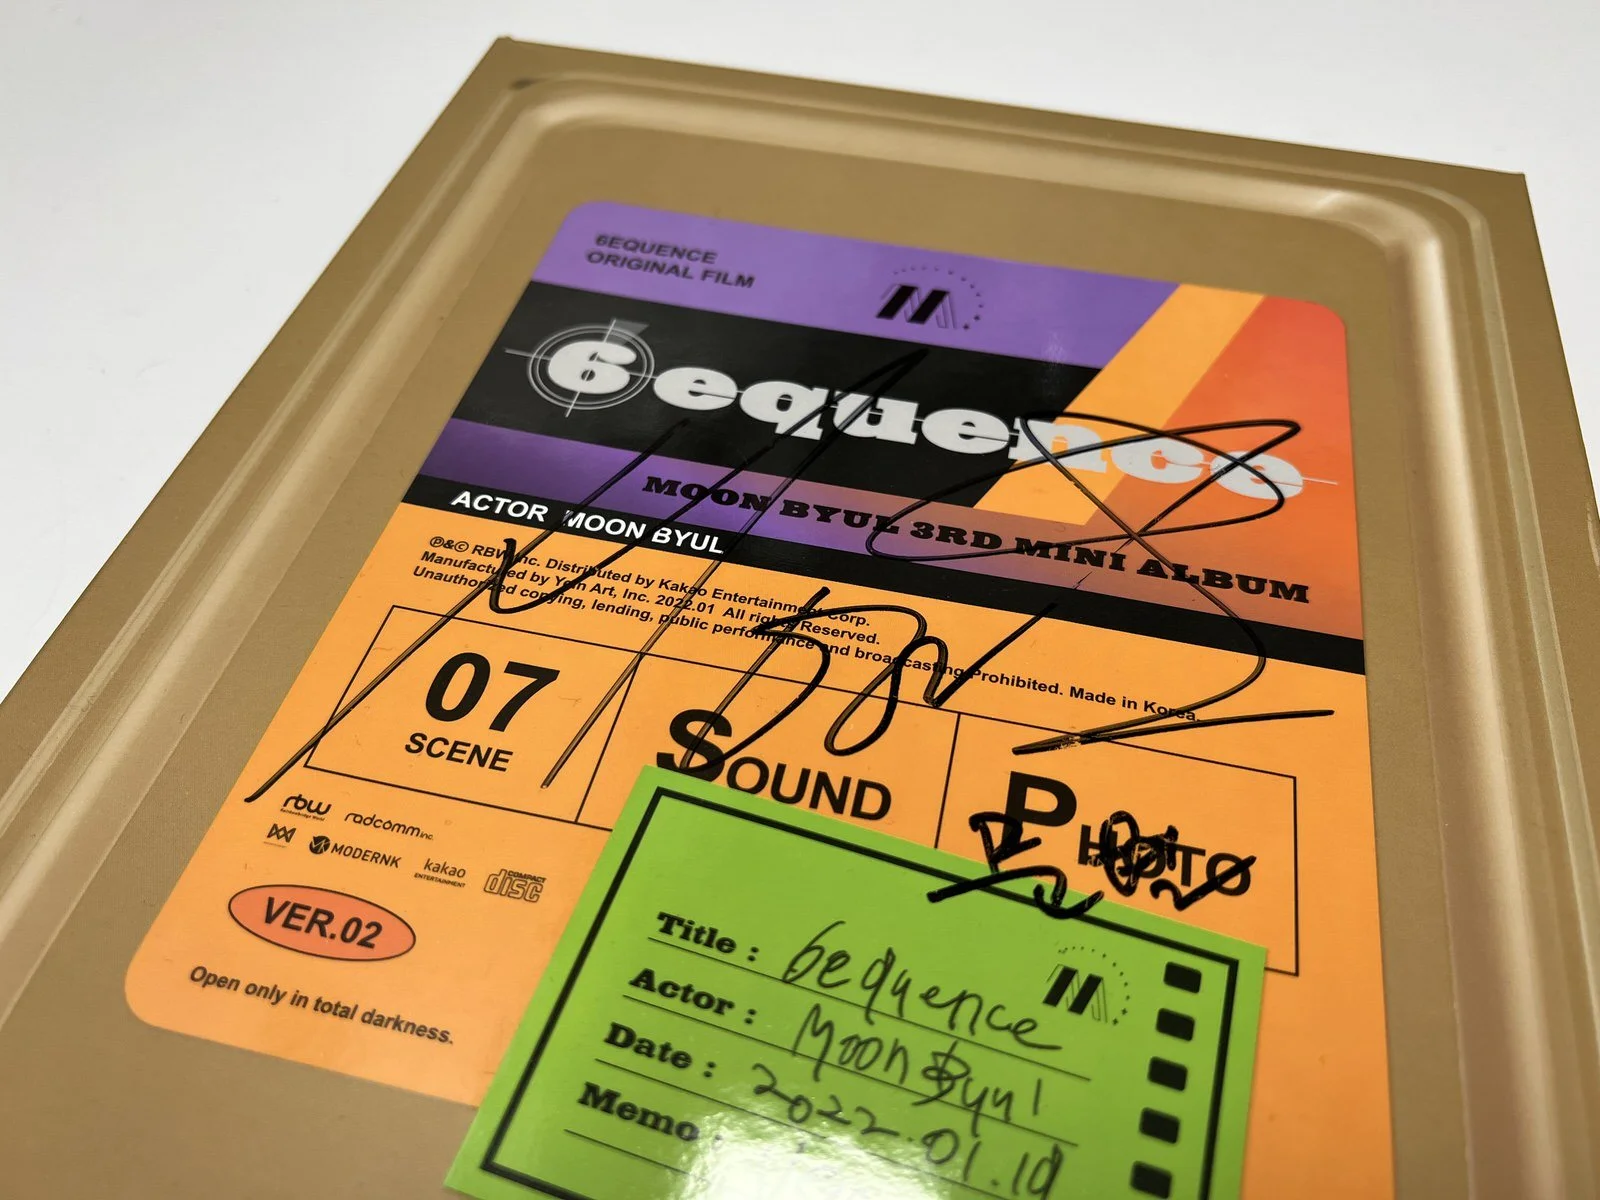 6EQUENCE
ORIGINAL FILM
6equence
MOON BYUL 3RD MINI ALBUM
ACTOR MOON BYUL
℗&© RBW, Inc. Distributed by Kakao Entertainment Corp.
Manufactured by Yein Art, Inc. 2022.01 All rights Reserved.
Unauthorized copying, lending, public performance and broadcasting Prohibited. Made in Korea.
07
SCENE
SOUND
PHOTO
rbw
radcomm inc.
MODERNK
kakao
ENTERTAINMENT
COMPACT
disc
VER.02
Open only in total darkness.
Title : 6equence
Actor : Moon Byul
Date : 2022.01.19
Memo :